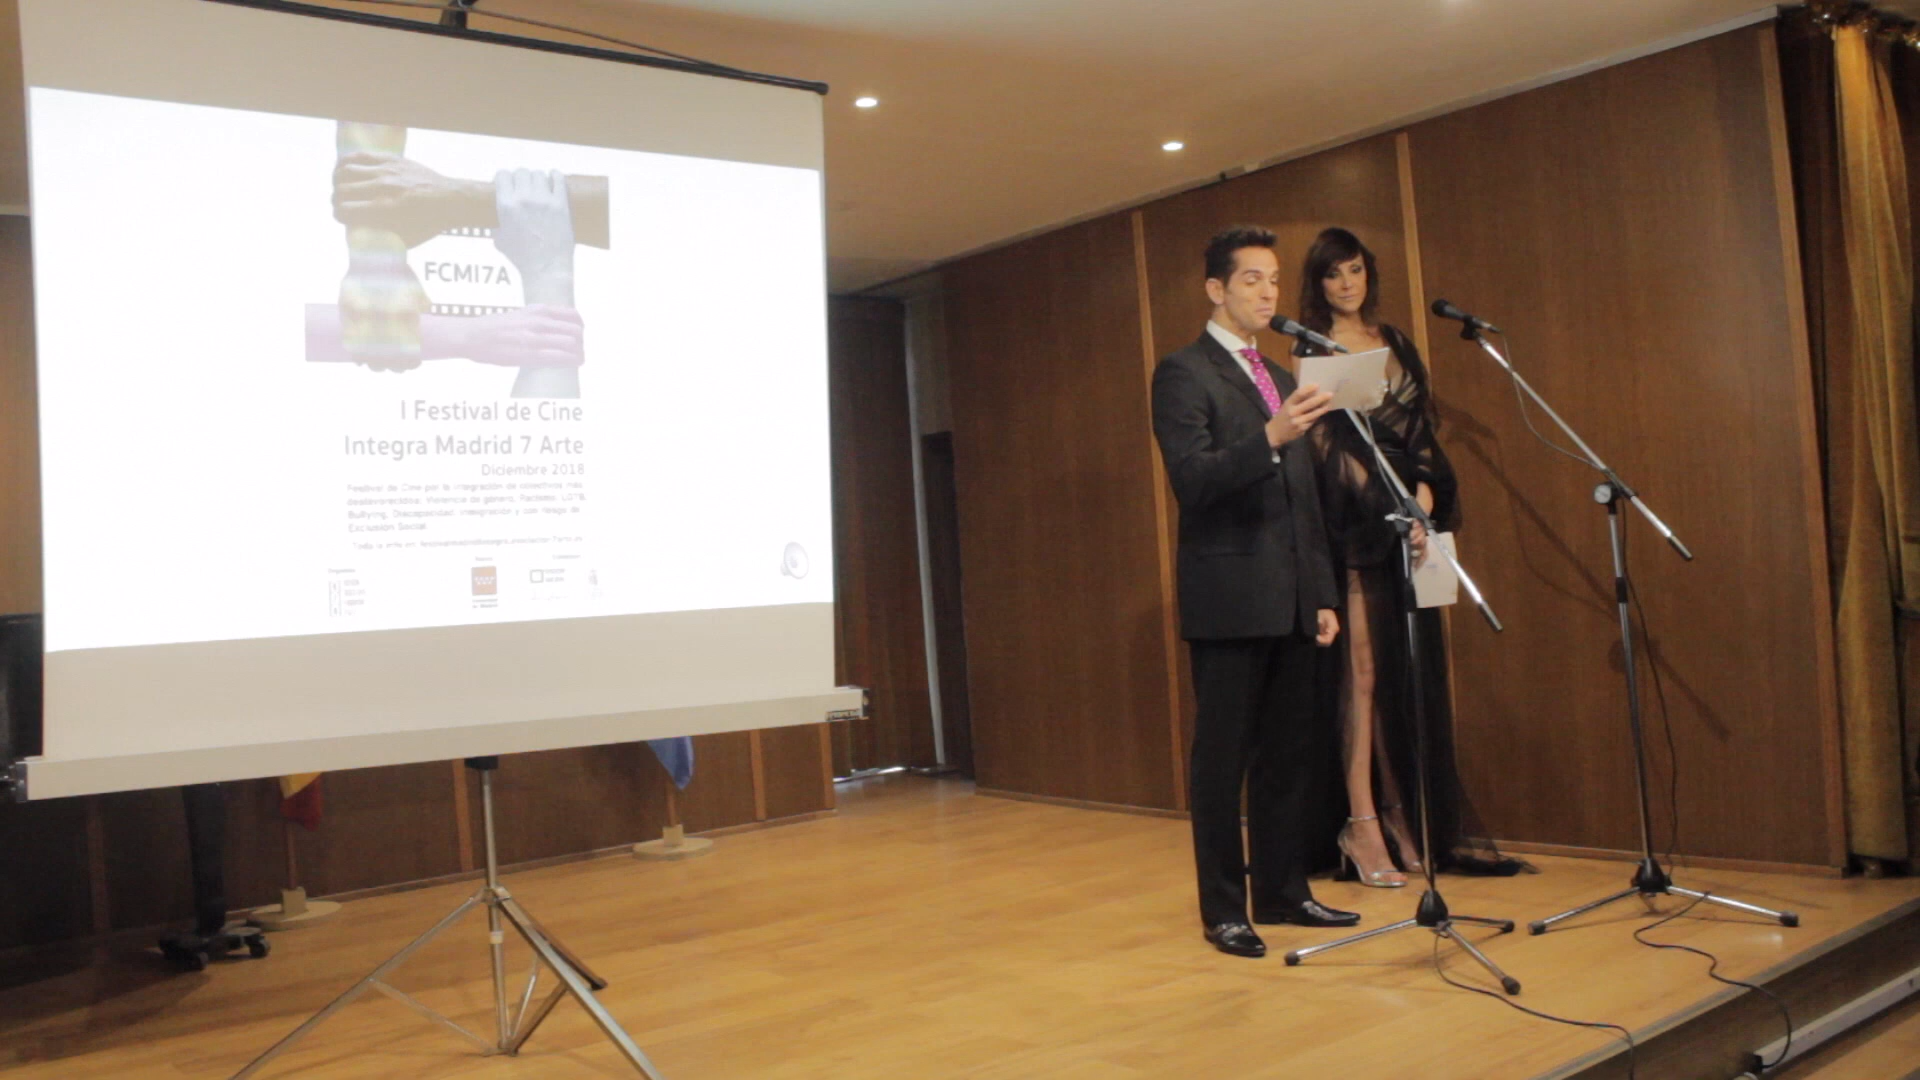 FCMI7A
I Festival de Cine
Integra Madrid 7 Arte
Diciembre 2018
Festival de Cine por la integración de colectivos más
desfavorecidos: Violencia de género, Racismo, LGTB,
Bullying, Discapacidad, Inmigración y con riesgo de
Exclusión Social